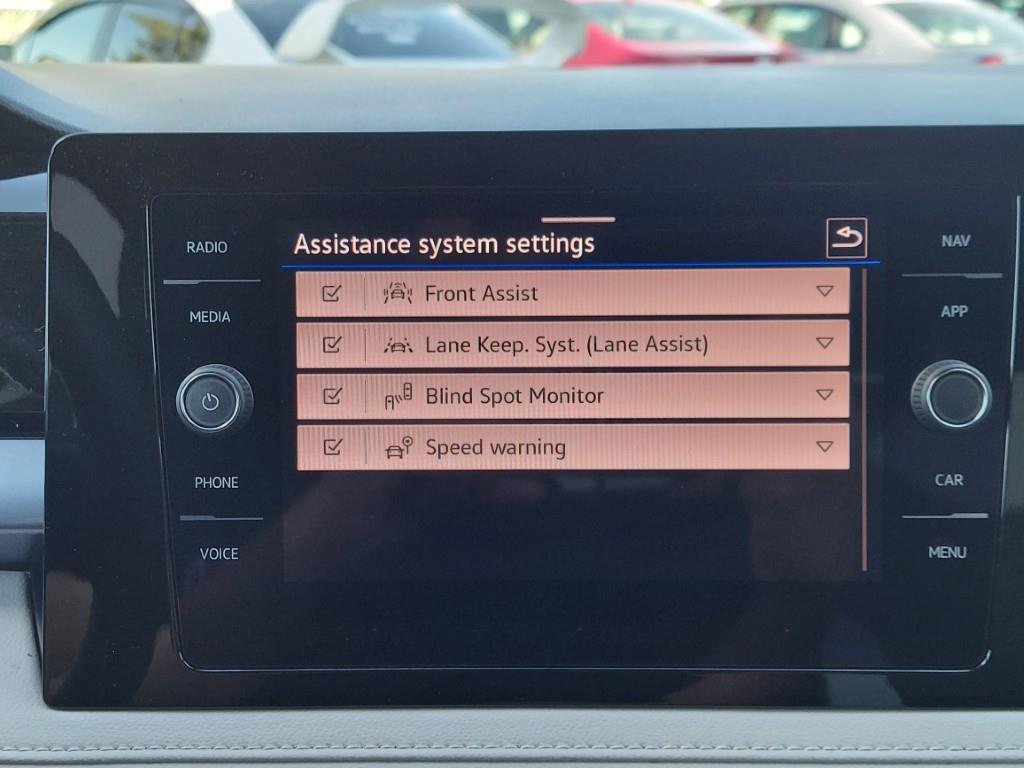 Assistance system settings
Front Assist
Lane Keep. Syst. (Lane Assist)
Blind Spot Monitor
Speed warning
RADIO
MEDIA
PHONE
VOICE
NAV
APP
CAR
MENU